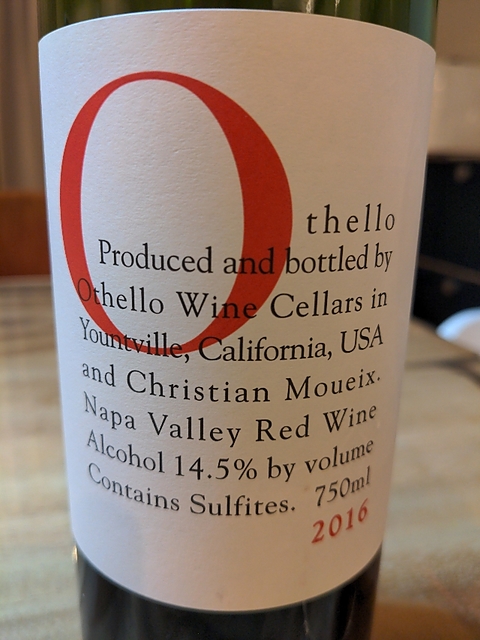 Othello
Produced and bottled by
Othello Wine Cellars in
Yountville, California, USA
and Christian Moueix.
Napa Valley Red Wine
Alcohol 14.5% by volume
Contains Sulfites. 750ml
2016